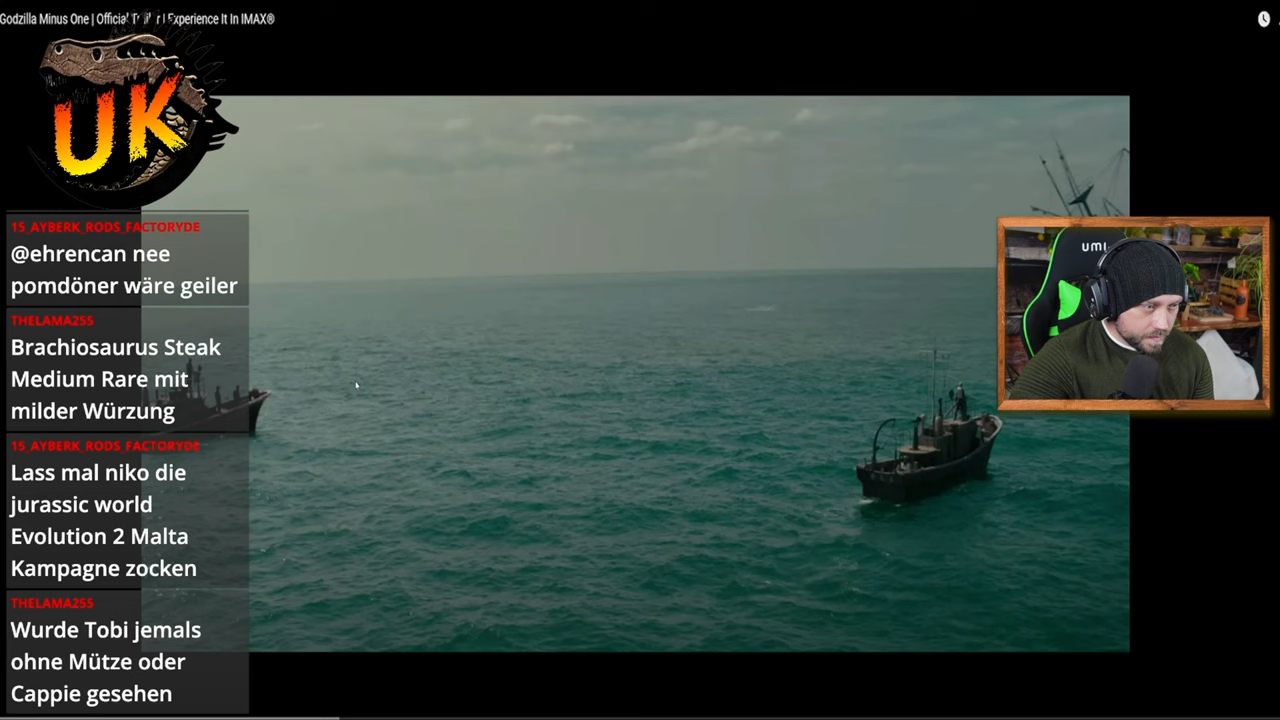 Godzilla Minus One | Official Trailer | Experience It In IMAX®
UK
15_AYBERK_RODS_FACTORYDE
@ehrencan nee
pomdöner wäre geiler
THELAMA255
Brachiosaurus Steak
Medium Rare mit
milder Würzung
15_AYBERK_RODS_FACTORYDE
Lass mal niko die
jurassic world
Evolution 2 Malta
Kampagne zocken
THELAMA255
Wurde Tobi jemals
ohne Mütze oder
Cappie gesehen
UMI